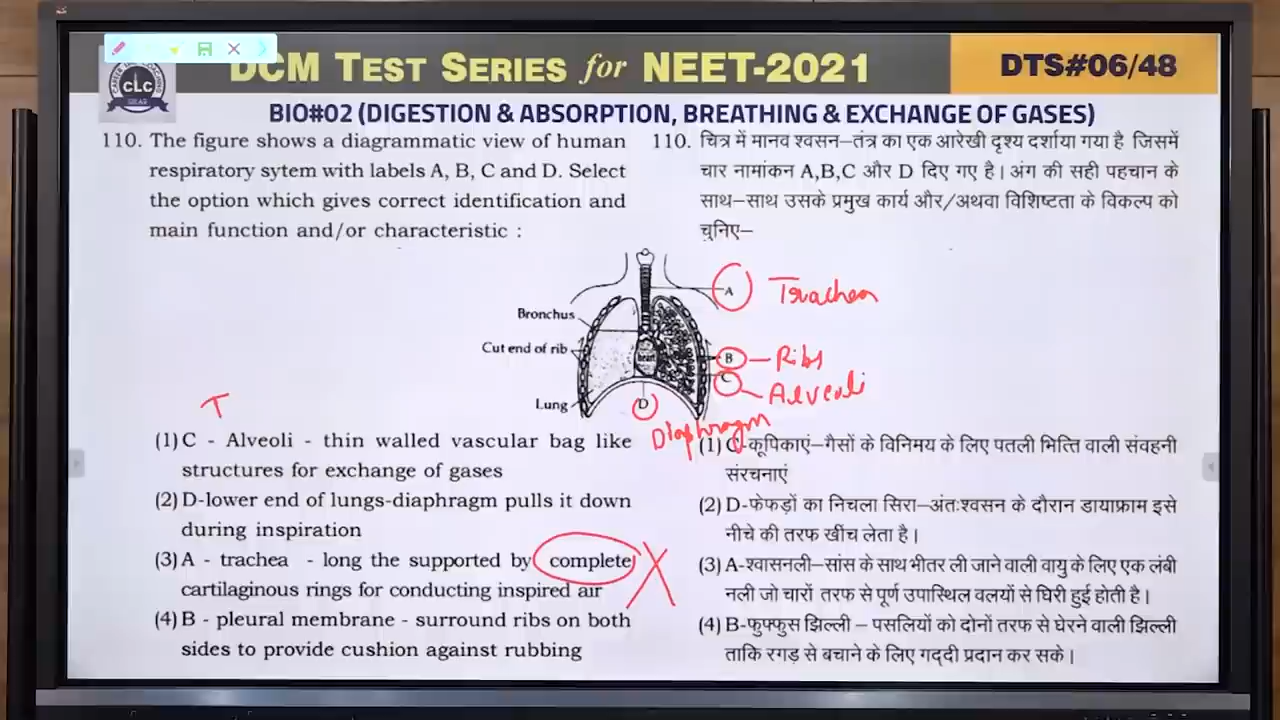 DCM TEST SERIES for NEET-2021
DTS#06/48
CLC
BIO#02 (DIGESTION & ABSORPTION, BREATHING & EXCHANGE OF GASES)
110. The figure shows a diagrammatic view of human
respiratory sytem with labels A, B, C and D. Select
the option which gives correct identification and
main function and/or characteristic :
110. चित्र में मानव श्वसन–तंत्र का एक आरेखी दृश्य दर्शाया गया है जिसमें
चार नामांकन A,B,C और D दिए गए है। अंग की सही पहचान के
साथ–साथ उसके प्रमुख कार्य और/अथवा विशिष्टता के विकल्प को
चुनिए–
A
Trachea
Bronchus
Cut end of rib
heart
B
Ribs
C
Alveoli
Lung
D
Diaphragm
T
(1) C - Alveoli - thin walled vascular bag like
structures for exchange of gases
(2) D-lower end of lungs-diaphragm pulls it down
during inspiration
(3) A - trachea - long the supported by complete
cartilaginous rings for conducting inspired air
(4) B - pleural membrane - surround ribs on both
sides to provide cushion against rubbing
(1) C-कूपिकाएं–गैसों के विनिमय के लिए पतली भित्ति वाली संवहनी
संरचनाएं
(2) D-फेफड़ों का निचला सिरा–अंतःश्वसन के दौरान डायाफ्राम इसे
नीचे की तरफ खींच लेता है।
(3) A-श्वासनली–सांस के साथ भीतर ली जाने वाली वायु के लिए एक लंबी
नली जो चारों तरफ से पूर्ण उपास्थिल वलयों से घिरी हुई होती है।
(4) B-फुफ्फुस झिल्ली – पसलियों को दोनों तरफ से घेरने वाली झिल्ली
ताकि रगड़ से बचाने के लिए गद्दी प्रदान कर सके।